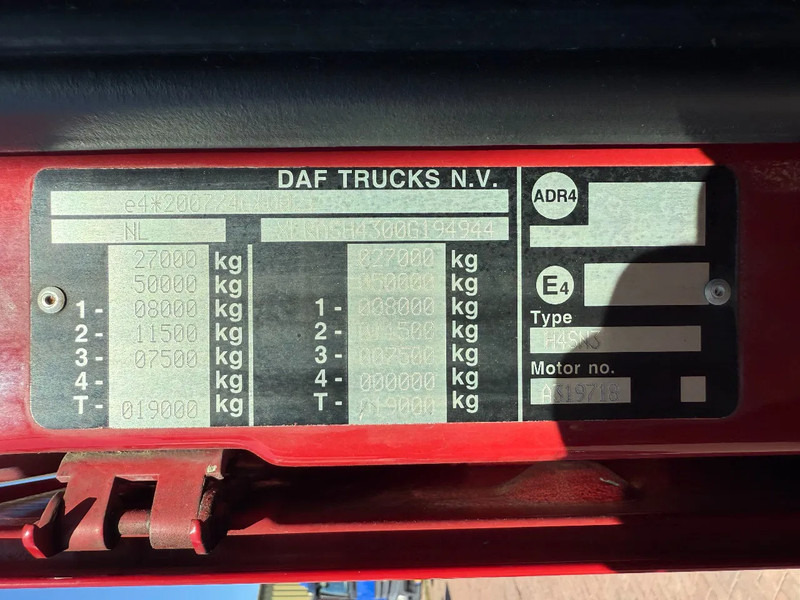 DAF TRUCKS N.V.
NL
27000 kg 027000 kg
50000 kg kg
1- 08000 kg 1- 008000 kg
2- 11500 kg 2- kg
3- 07500 kg 3- 007500 kg
4- kg 4- 000000 kg
T- 019000 kg T- 019000 kg
ADR4
E4
Type
H4SN3
Motor no.